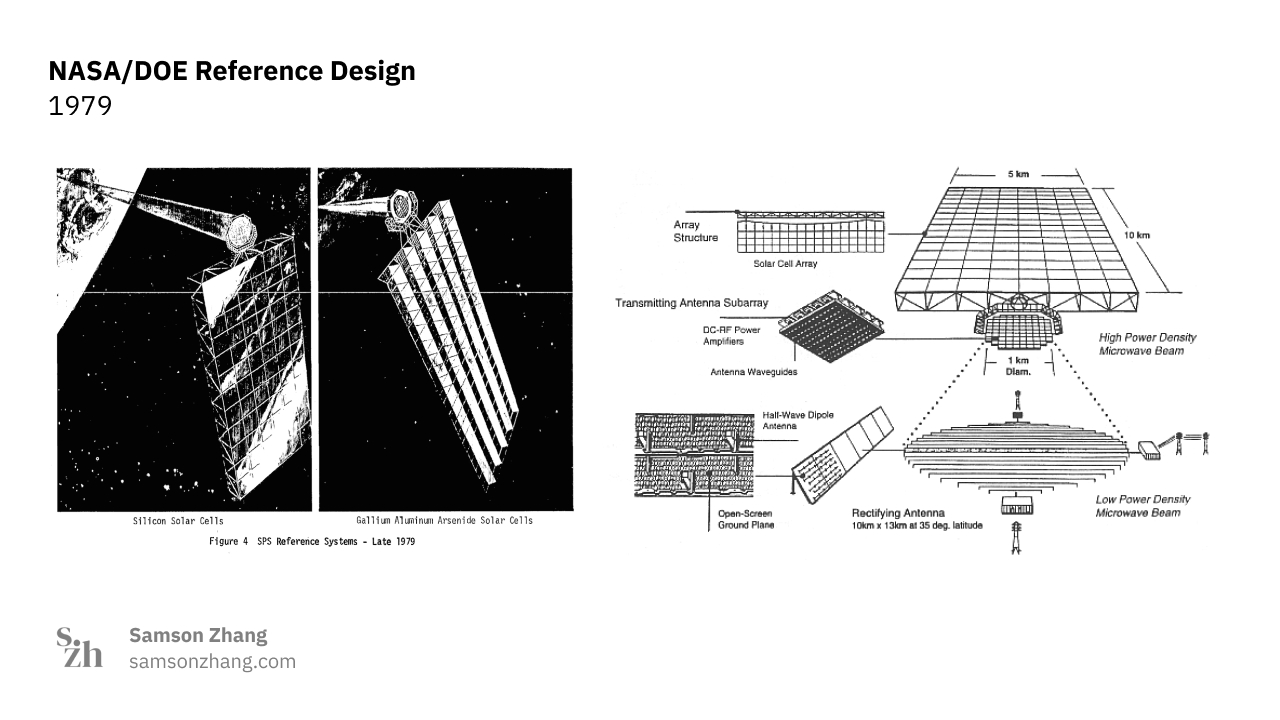 NASA/DOE Reference Design
1979
Silicon Solar Cells
Gallium Aluminum Arsenide Solar Cells
Figure 4 SPS Reference Systems - Late 1979
5 km
10 km
Array
Structure
Solar Cell Array
Transmitting Antenna Subarray
DC-RF Power
Amplifiers
Antenna Waveguides
High Power Density
Microwave Beam
1 km
Diam.
Half-Wave Dipole
Antenna
Open-Screen
Ground Plane
Rectifying Antenna
10km x 13km at 35 deg. latitude
Low Power Density
Microwave Beam
s.zh
Samson Zhang
samsonzhang.com